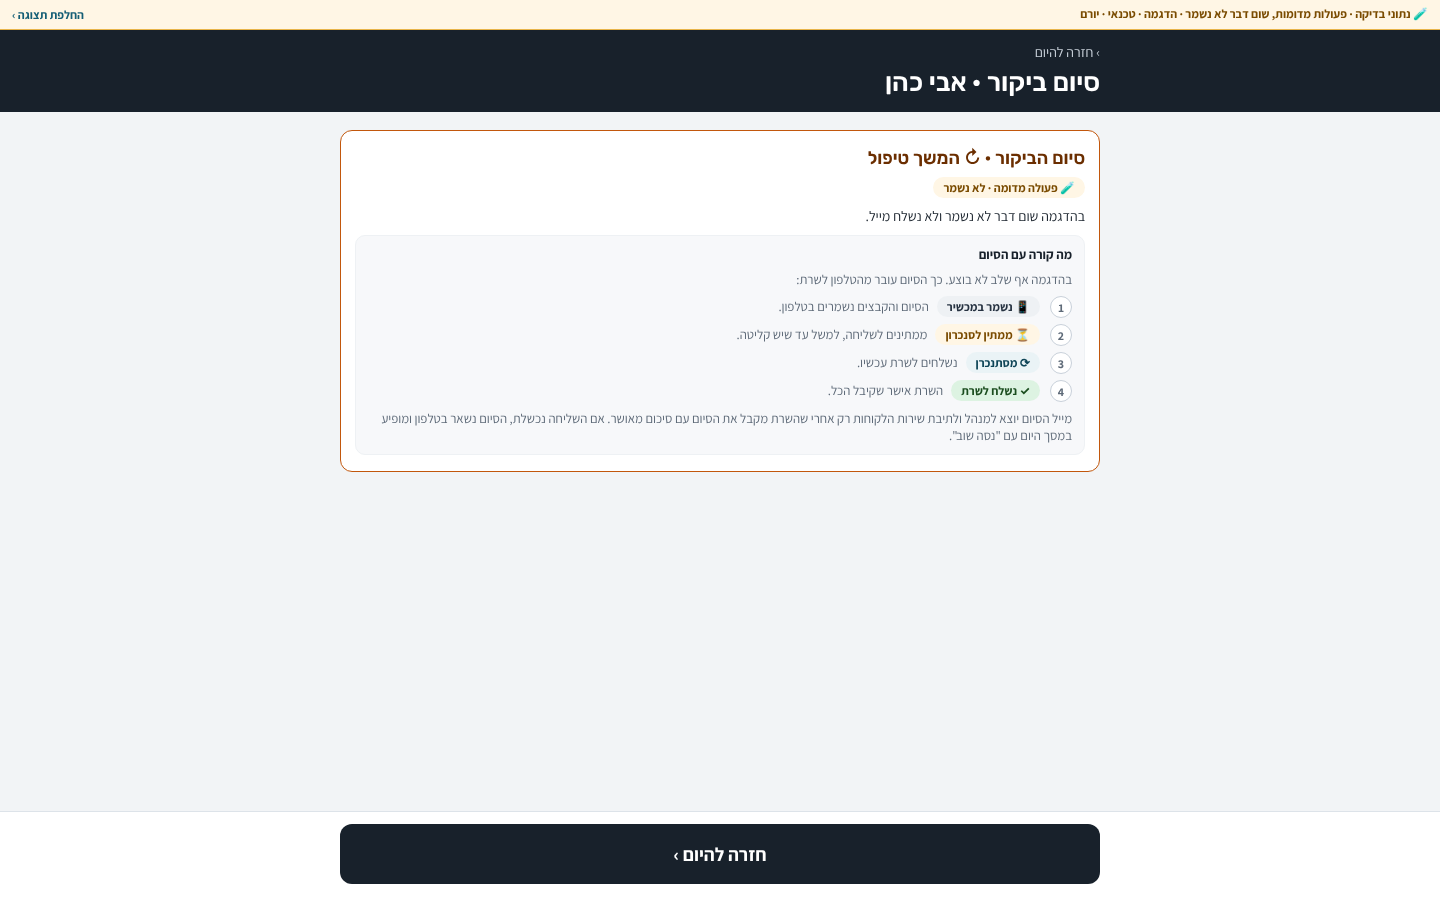 🧪 נתוני בדיקה · פעולות מדומות, שום דבר לא נשמר · הדגמה · טכנאי · יורם
החלפת תצוגה ›
› חזרה להיום
סיום ביקור • אבי כהן
סיום הביקור • ↻ המשך טיפול
🧪 פעולה מדומה · לא נשמר
בהדגמה שום דבר לא נשמר ולא נשלח מייל.
מה קורה עם הסיום
בהדגמה אף שלב לא בוצע. כך הסיום עובר מהטלפון לשרת:
1 📱 נשמר במכשיר הסיום והקבצים נשמרים בטלפון.
2 ⏳ ממתין לסנכרון ממתינים לשליחה, למשל עד שיש קליטה.
3 ⟳ מסתנכרן נשלחים לשרת עכשיו.
4 ✓ נשלח לשרת השרת אישר שקיבל הכל.
מייל הסיום יוצא למנהל ולתיבת שירות הלקוחות רק אחרי שהשרת מקבל את הסיום עם סיכום מאושר. אם השליחה נכשלת, הסיום נשאר בטלפון ומופיע
במסך היום עם "נסה שוב".
חזרה להיום ›